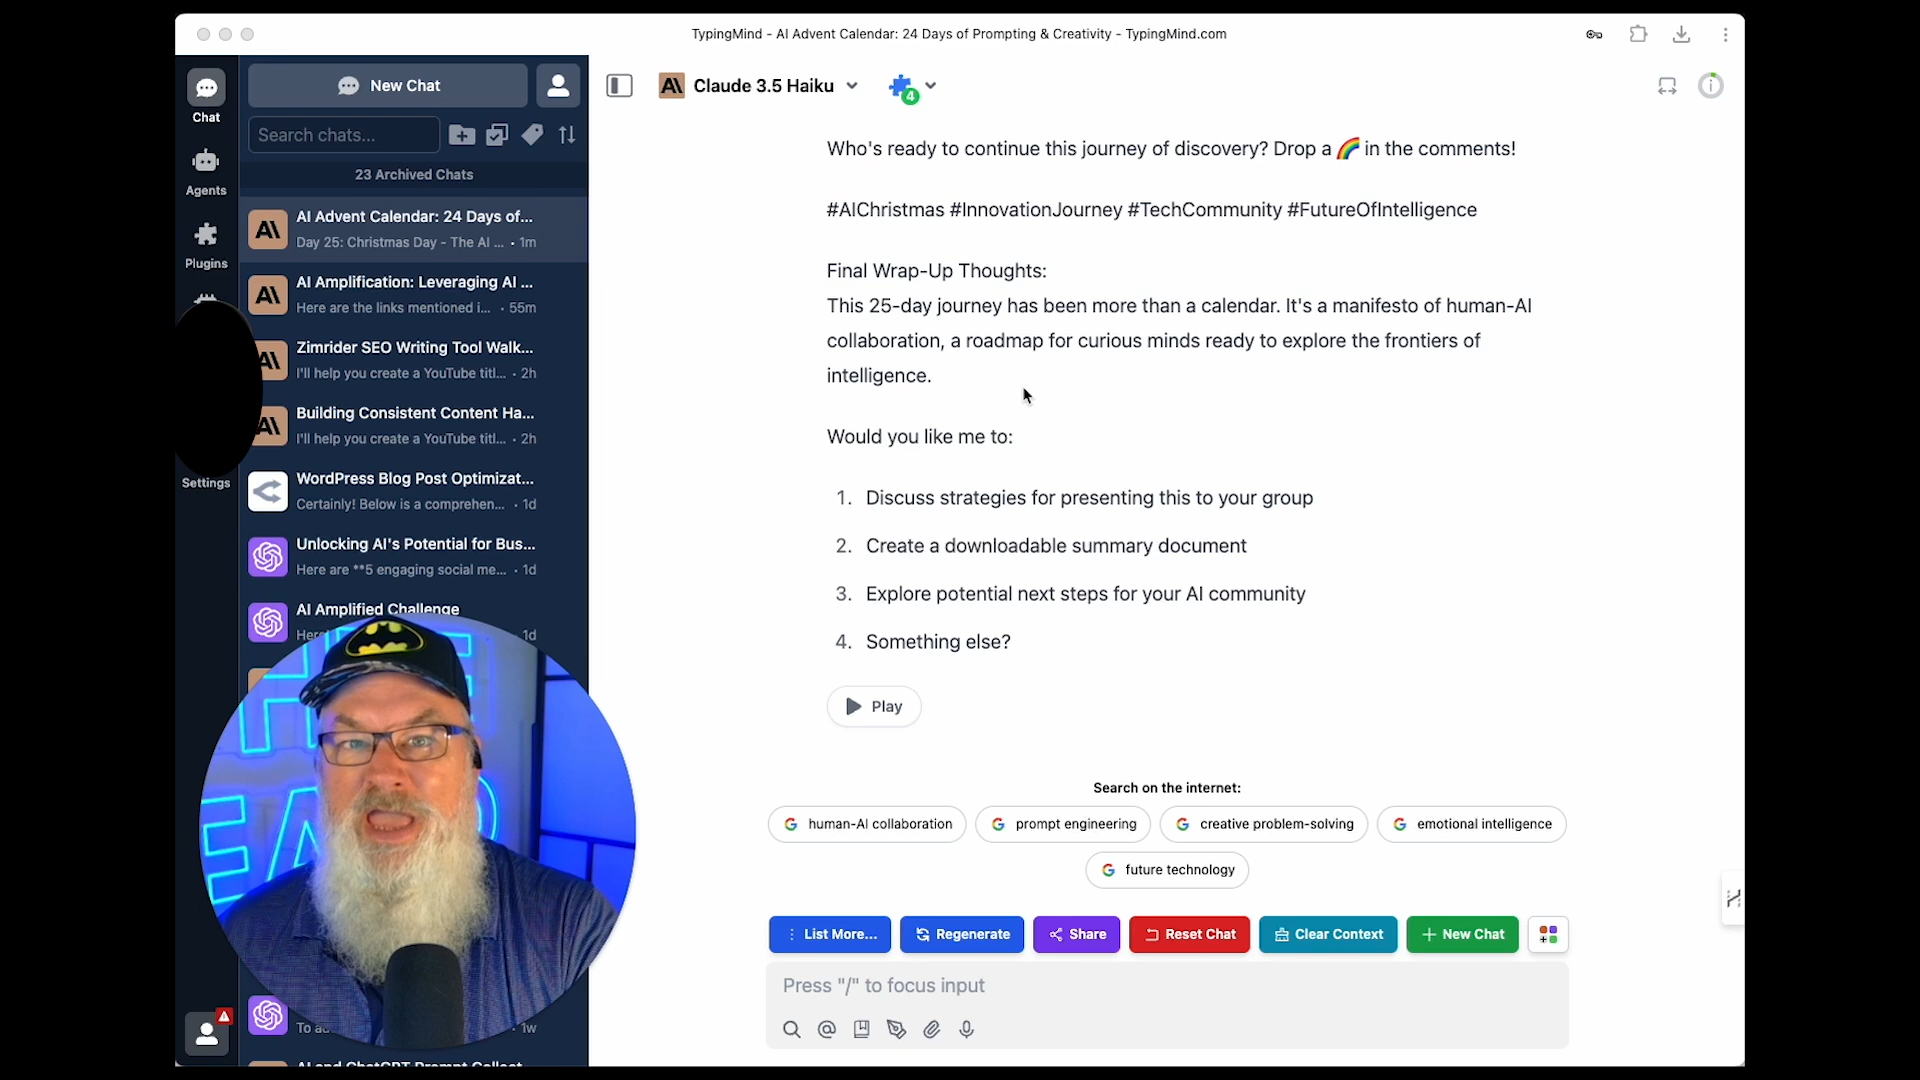 TypingMind - AI Advent Calendar: 24 Days of Prompting & Creativity - TypingMind.com
Chat
Agents
Plugins
Settings
New Chat
Search chats...
23 Archived Chats
AI Advent Calendar: 24 Days of...
Day 25: Christmas Day - The AI ... • 1m
AI Amplification: Leveraging AI ...
Here are the links mentioned i... • 55m
Zimrider SEO Writing Tool Walk...
I'll help you create a YouTube titl... • 2h
Building Consistent Content Ha...
I'll help you create a YouTube titl... • 2h
WordPress Blog Post Optimizat...
Certainly! Below is a comprehen... • 1d
Unlocking AI's Potential for Bus...
Here are **5 engaging social me... • 1d
AI Amplified Challenge
• 1d
• 1w
Claude 3.5 Haiku
4
Who's ready to continue this journey of discovery? Drop a 🌈 in the comments!
#AIChristmas #InnovationJourney #TechCommunity #FutureOfIntelligence
Final Wrap-Up Thoughts:
This 25-day journey has been more than a calendar. It's a manifesto of human-AI
collaboration, a roadmap for curious minds ready to explore the frontiers of
intelligence.
Would you like me to:
1. Discuss strategies for presenting this to your group
2. Create a downloadable summary document
3. Explore potential next steps for your AI community
4. Something else?
Play
Search on the internet:
human-AI collaboration
prompt engineering
creative problem-solving
emotional intelligence
future technology
List More...
Regenerate
Share
Reset Chat
Clear Context
New Chat
Press "/" to focus input